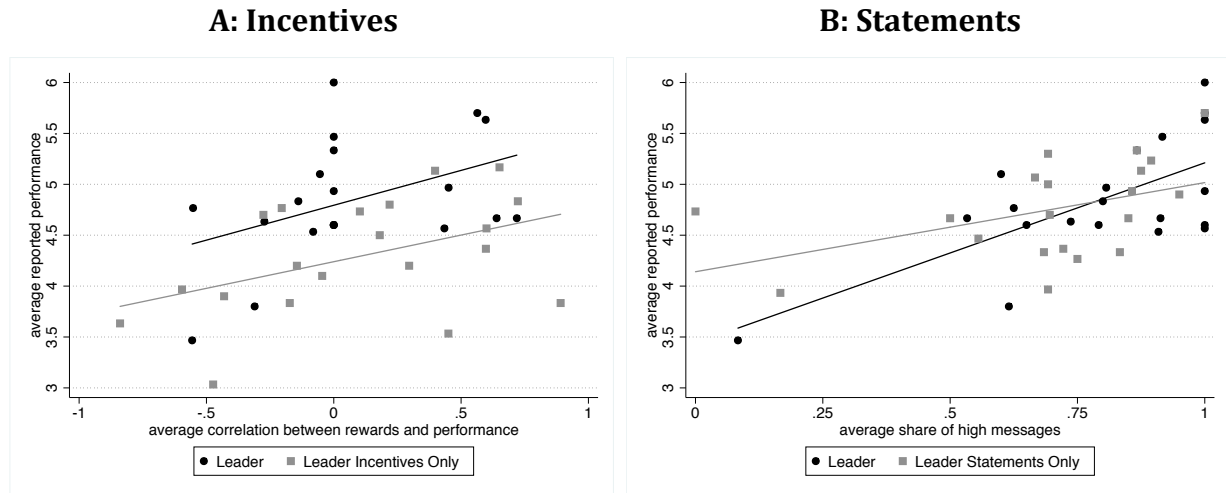 A: Incentives
average reported performance
6
5.5
5
4.5
4
3.5
3
-1
-.5
0
.5
1
average correlation between rewards and performance
Leader
Leader Incentives Only
B: Statements
average reported performance
6
5.5
5
4.5
4
3.5
3
0
.25
.5
.75
1
average share of high messages
Leader
Leader Statements Only